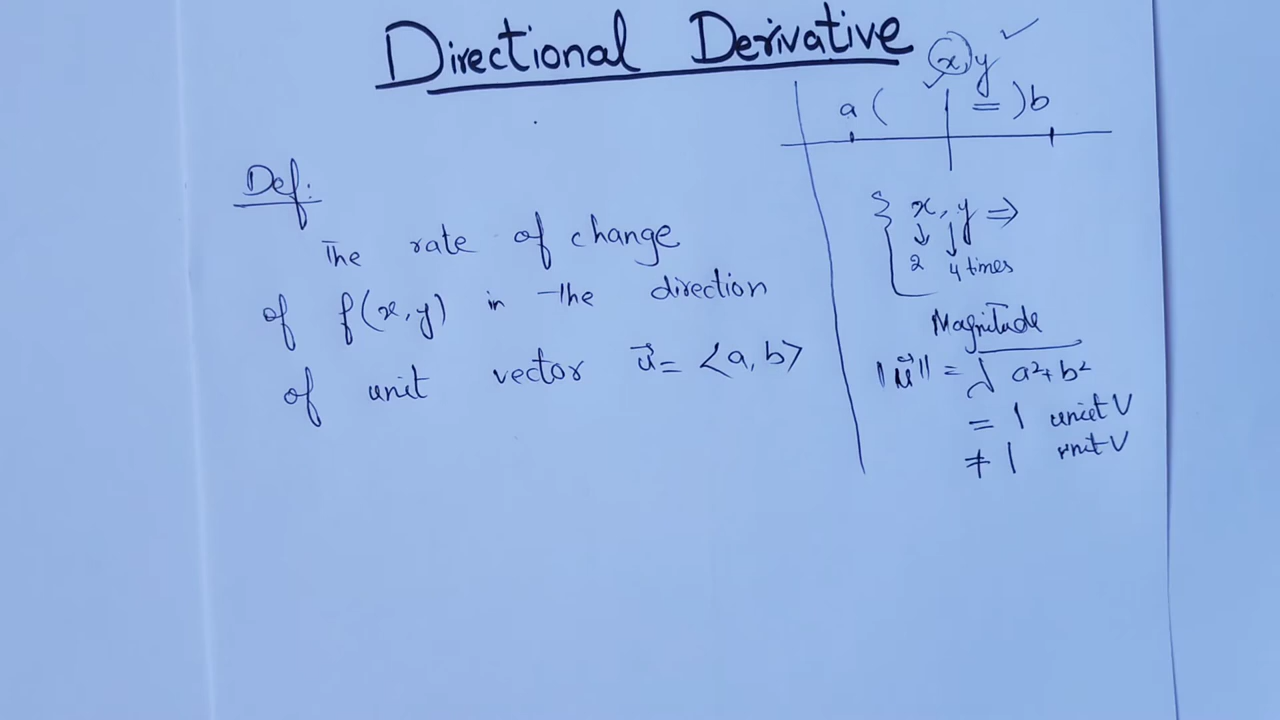 Directional Derivative
x, y ✓
✓
a ( | = ) b
Def:
The rate of change
of f(x,y) in the direction
of unit vector u⃗ = <a, b>
x, y ⇒
↓ ↓
2 4 times
Magnitude
||u⃗|| = √a²+b²
= 1 unit V
≠ 1 unit V